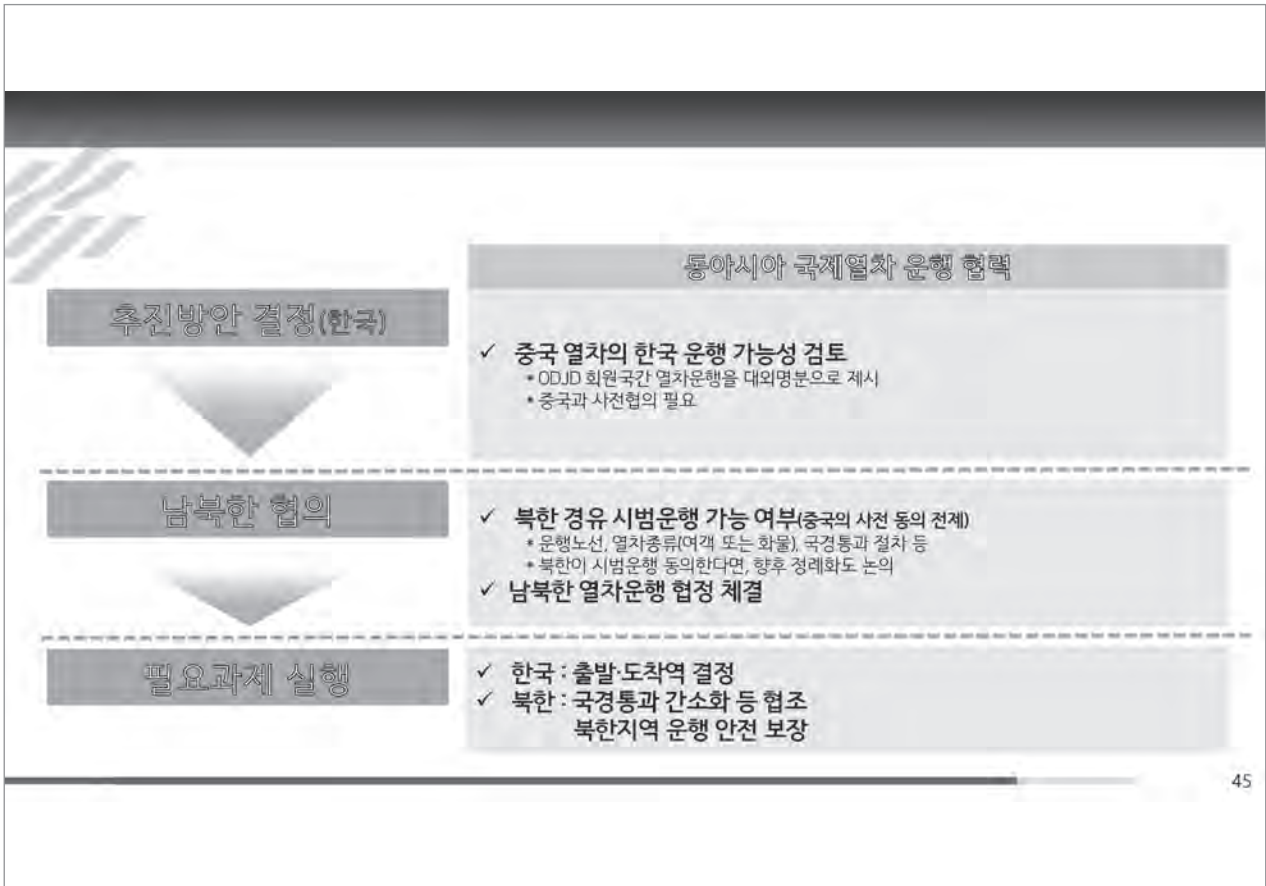 동아시아 국제열차 운행 협력
추진방안 결정(한국)
✓ 중국 열차의 한국 운행 가능성 검토
* OSJD 회원국간 열차운행을 대외명분으로 제시
* 중국과 사전협의 필요
남북한 협의
✓ 북한 경유 시범운행 가능 여부(중국의 사전 동의 전제)
* 운행노선, 열차종류(여객 또는 화물), 국경통과 절차 등
* 북한이 시범운행 동의한다면, 향후 정례화도 논의
✓ 남북한 열차운행 협정 체결
필요과제 실행
✓ 한국 : 출발·도착역 결정
✓ 북한 : 국경통과 간소화 등 협조
북한지역 운행 안전 보장
45